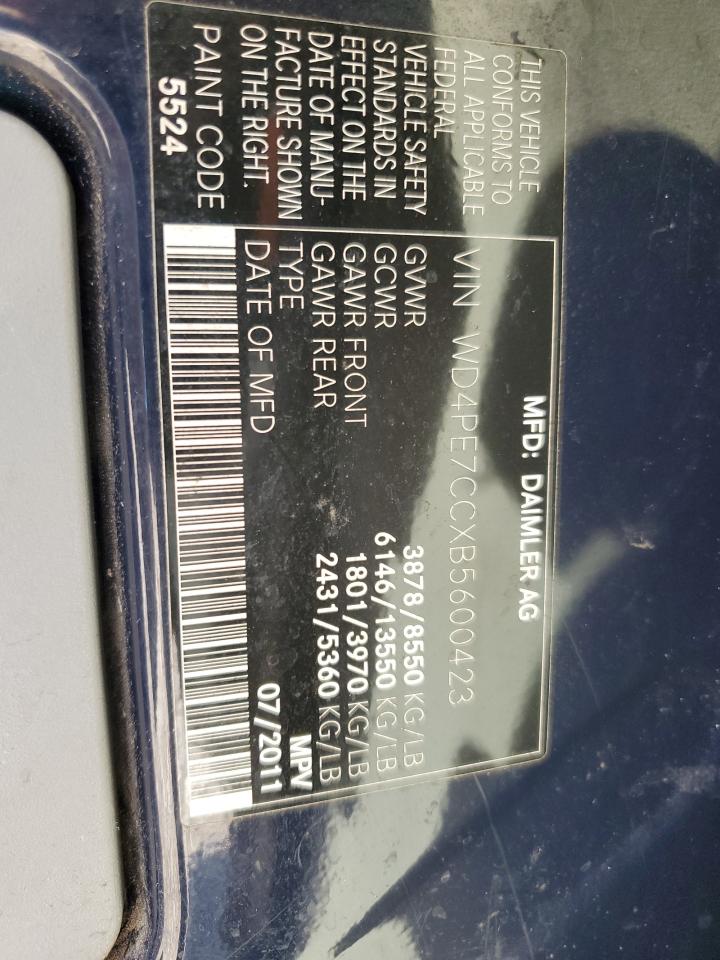 MFD: DAIMLER AG
THIS VEHICLE
CONFORMS TO
ALL APPLICABLE
FEDERAL
VEHICLE SAFETY
STANDARDS IN
EFFECT ON THE
DATE OF MANU-
FACTURE SHOWN
ON THE RIGHT.
PAINT CODE
5524
VIN WD4PE7CCXB5600423
GVWR 3878/8550 KG/LB
GCWR 6146/13550 KG/LB
GAWR FRONT 1801/3970 KG/LB
GAWR REAR 2431/5360 KG/LB
TYPE MPV
DATE OF MFD 07/2011